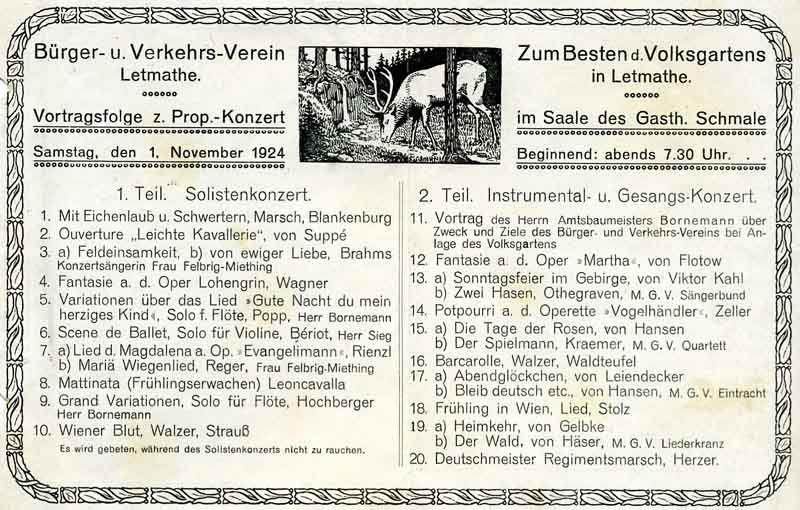 Bürger- u. Verkehrs-Verein
Letmathe.
Vortragsfolge z. Prop.-Konzert
Samstag, den 1. November 1924
Zum Besten d. Volksgartens
in Letmathe.
im Saale des Gasth. Schmale
Beginnend: abends 7.30 Uhr. . .
1. Teil. Solistenkonzert.
1. Mit Eichenlaub u. Schwertern, Marsch, Blankenburg
2. Ouverture „Leichte Kavallerie“, von Suppé
3. a) Feldeinsamkeit, b) von ewiger Liebe, Brahms
Konzertsängerin Frau Felbrig-Miething
4. Fantasie a. d. Oper Lohengrin, Wagner
5. Variationen über das Lied »Gute Nacht du mein
herziges Kind«, Solo f. Flöte, Popp, Herr Bornemann
6. Scene de Ballet, Solo für Violine, Bériot, Herr Sieg
7. a) Lied d. Magdalena a. Op. »Evangelimann«, Rienzl
b) Mariä Wiegenlied, Reger, Frau Felbrig-Miething
8. Mattinata (Frühlingserwachen) Leoncavalla
9. Grand Variationen, Solo für Flöte, Hochberger
Herr Bornemann
10. Wiener Blut, Walzer, Strauß
Es wird gebeten, während des Solistenkonzerts nicht zu rauchen.
2. Teil. Instrumental- u. Gesangs-Konzert.
11. Vortrag des Herrn Amtsbaumeisters Bornemann über
Zweck und Ziele des Bürger- und Verkehrs-Vereins bei An-
lage des Volksgartens
12. Fantasie a. d. Oper »Martha«, von Flotow
13. a) Sonntagsfeier im Gebirge, von Viktor Kahl
b) Zwei Hasen, Othegraven, M. G. V. Sängerbund
14. Potpourri a. d. Operette »Vogelhändler«, Zeller
15. a) Die Tage der Rosen, von Hansen
b) Der Spielmann, Kraemer, M. G. V. Quartett
16. Barcarolle, Walzer, Waldteufel
17. a) Abendglöckchen, von Leiendecker
b) Bleib deutsch etc., von Hansen, M. G. V. Eintracht
18. Frühling in Wien, Lied, Stolz
19. a) Heimkehr, von Gelbke
b) Der Wald, von Häser, M. G. V. Liederkranz
20. Deutschmeister Regimentsmarsch, Herzer.